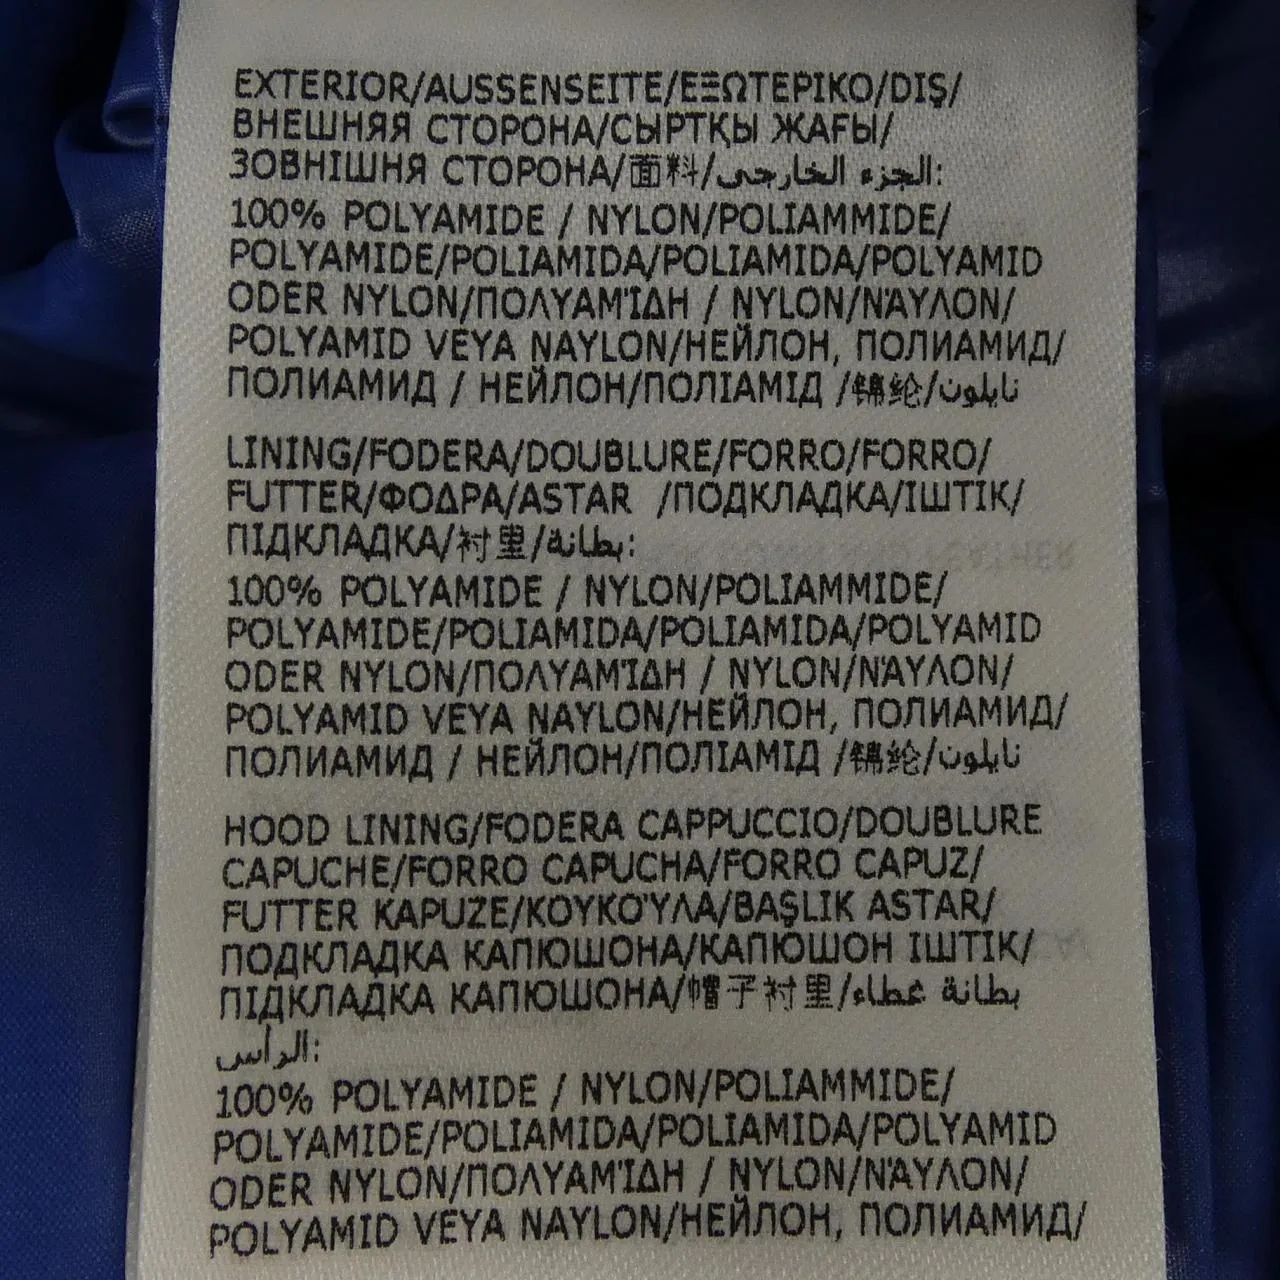 EXTERIOR/AUSSENSEITE/ΕΞΩΤΕΡΙΚΟ/DIŞ/
ВНЕШНЯЯ СТОРОНА/СЫРТҚЫ ЖАҒЫ/
ЗОВНІШНЯ СТОРОНА/面料/الجزء الخارجي:
100% POLYAMIDE / NYLON/POLIAMMIDE/
POLYAMIDE/POLIAMIDA/POLIAMIDA/POLYAMID
ODER NYLON/ΠΟΛΥΑΜΊΔΗ / NYLON/ΝΆΥΛΟΝ/
POLYAMID VEYA NAYLON/НЕЙЛОН, ПОЛИАМИД/
ПОЛИАМИД / НЕЙЛОН/ПОЛІАМІД /锦纶/نايلون
LINING/FODERA/DOUBLURE/FORRO/FORRO/
FUTTER/ΦΟΔΡΑ/ASTAR /ПОДКЛАДКА/ІШТІК/
ПІДКЛАДКА/衬里/بطانة:
100% POLYAMIDE / NYLON/POLIAMMIDE/
POLYAMIDE/POLIAMIDA/POLIAMIDA/POLYAMID
ODER NYLON/ΠΟΛΥΑΜΊΔΗ / NYLON/ΝΆΥΛΟΝ/
POLYAMID VEYA NAYLON/НЕЙЛОН, ПОЛИАМИД/
ПОЛИАМИД / НЕЙЛОН/ПОЛІАМІД /锦纶/نايلون
HOOD LINING/FODERA CAPPUCCIO/DOUBLURE
CAPUCHE/FORRO CAPUCHA/FORRO CAPUZ/
FUTTER KAPUZE/ΚΟΥΚΟΎΛΑ/BAŞLIK ASTAR/
ПОДКЛАДКА КАПЮШОНА/КАПЮШОН ІШТІК/
ПІДКЛАДКА КАПЮШОНА/帽子衬里/بطانة غطاء
الرأس:
100% POLYAMIDE / NYLON/POLIAMMIDE/
POLYAMIDE/POLIAMIDA/POLIAMIDA/POLYAMID
ODER NYLON/ΠΟΛΥΑΜΊΔΗ / NYLON/ΝΆΥΛΟΝ/
POLYAMID VEYA NAYLON/НЕЙЛОН, ПОЛИАМИД/